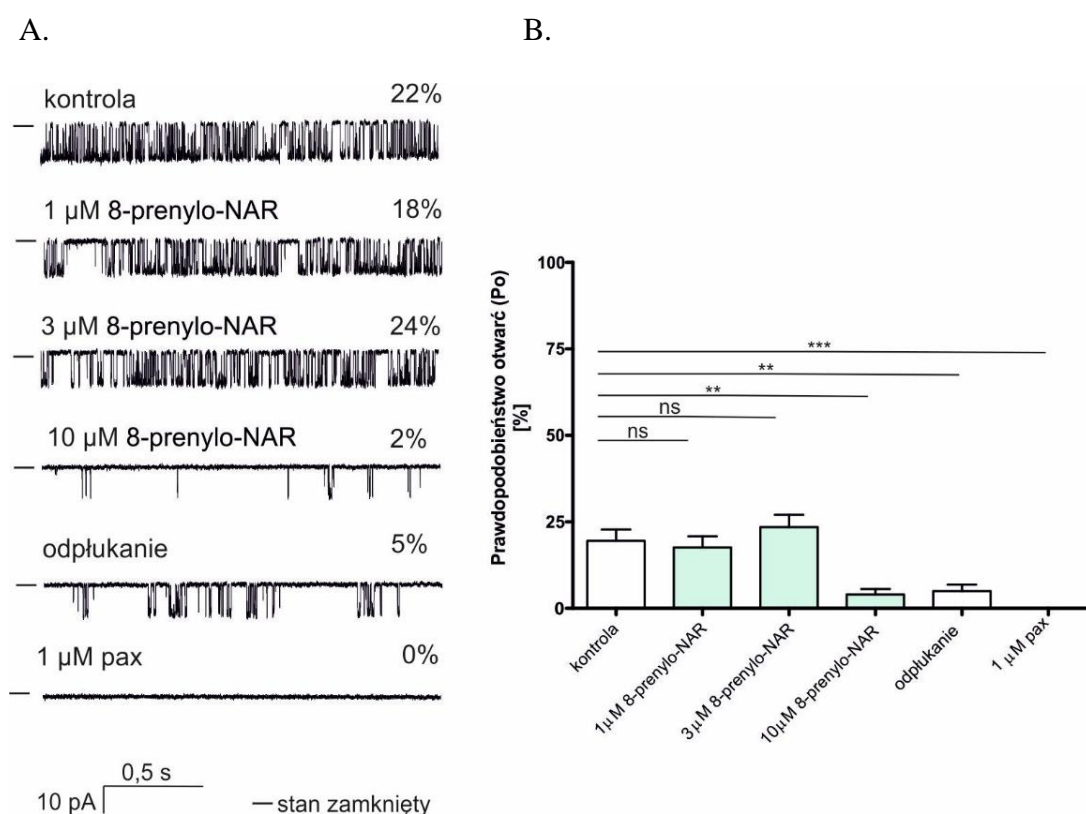 A.
B.
kontrola 22%
1 µM 8-prenylo-NAR 18%
3 µM 8-prenylo-NAR 24%
10 µM 8-prenylo-NAR 2%
odpłukanie 5%
1 µM pax 0%
0,5 s
10 pA
— stan zamknięty
Prawdopodobieństwo otwarć (Po)
[%]
100
75
50
25
0
***
**
**
ns
ns
kontrola
1µM 8-prenylo-NAR
3µM 8-prenylo-NAR
10µM 8-prenylo-NAR
odpłukanie
1 µM pax